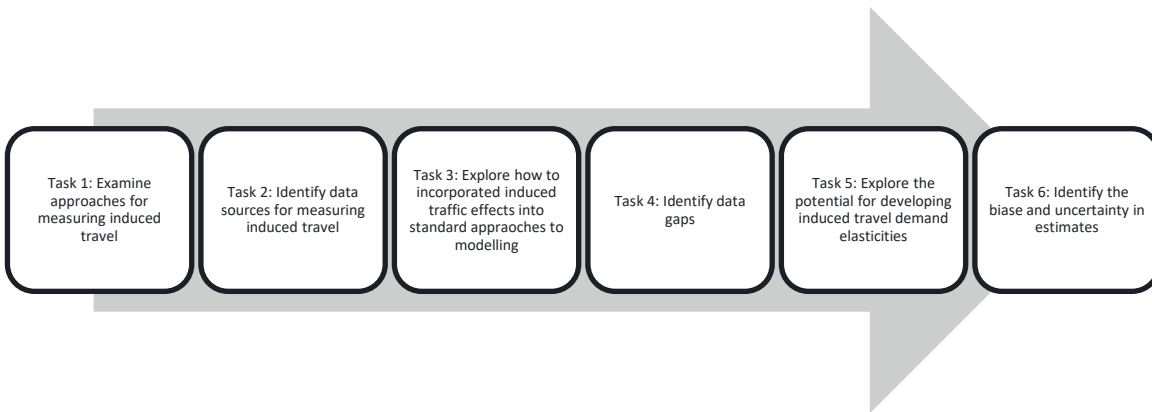 Task 1: Examine
approaches for
measuring induced
travel
Task 2: Identify data
sources for measuring
induced travel
Task 3: Explore how to
incorporated induced
traffic effects into
standard appraoches to
modelling
Task 4: Identify data
gaps
Task 5: Explore the
potential for developing
induced travel demand
elasticities
Task 6: Identify the
biase and uncertainty in
estimates